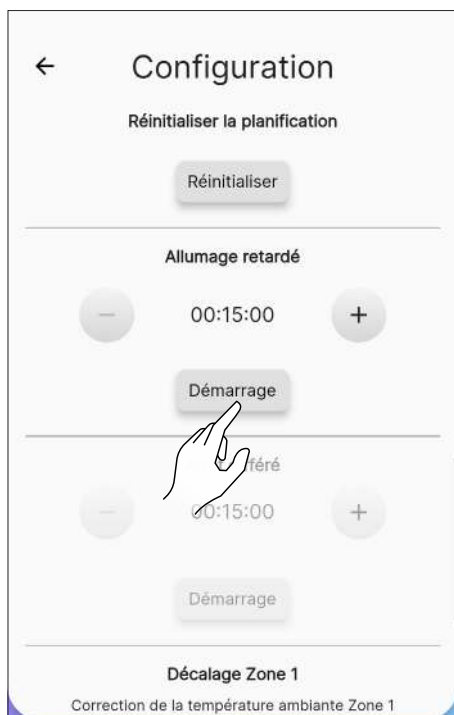 Configuration
Réinitialiser la planification
Réinitialiser
Allumage retardé
− 00:15:00 +
Démarrage
féré
− 00:15:00 +
Démarrage
Décalage Zone 1
Correction de la température ambiante Zone 1